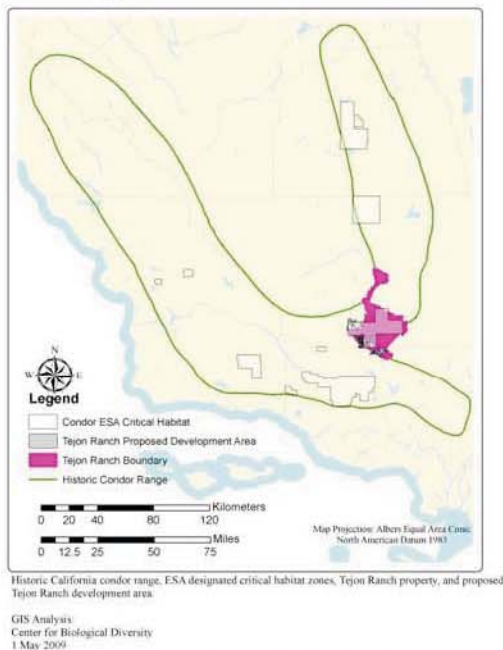 N
W E
S
Legend
Condor ESA Critical Habitat
Tejon Ranch Proposed Development Area
Tejon Ranch Boundary
Historic Condor Range
Kilometers
0 20 40 80 120
Miles
0 12.5 25 50 75
Map Projection: Albers Equal Area Conic
North American Datum 1983
Historic California condor range, ESA designated critical habitat zones, Tejon Ranch property, and proposed
Tejon Ranch development area.
GIS Analysis:
Center for Biological Diversity
1 May 2009